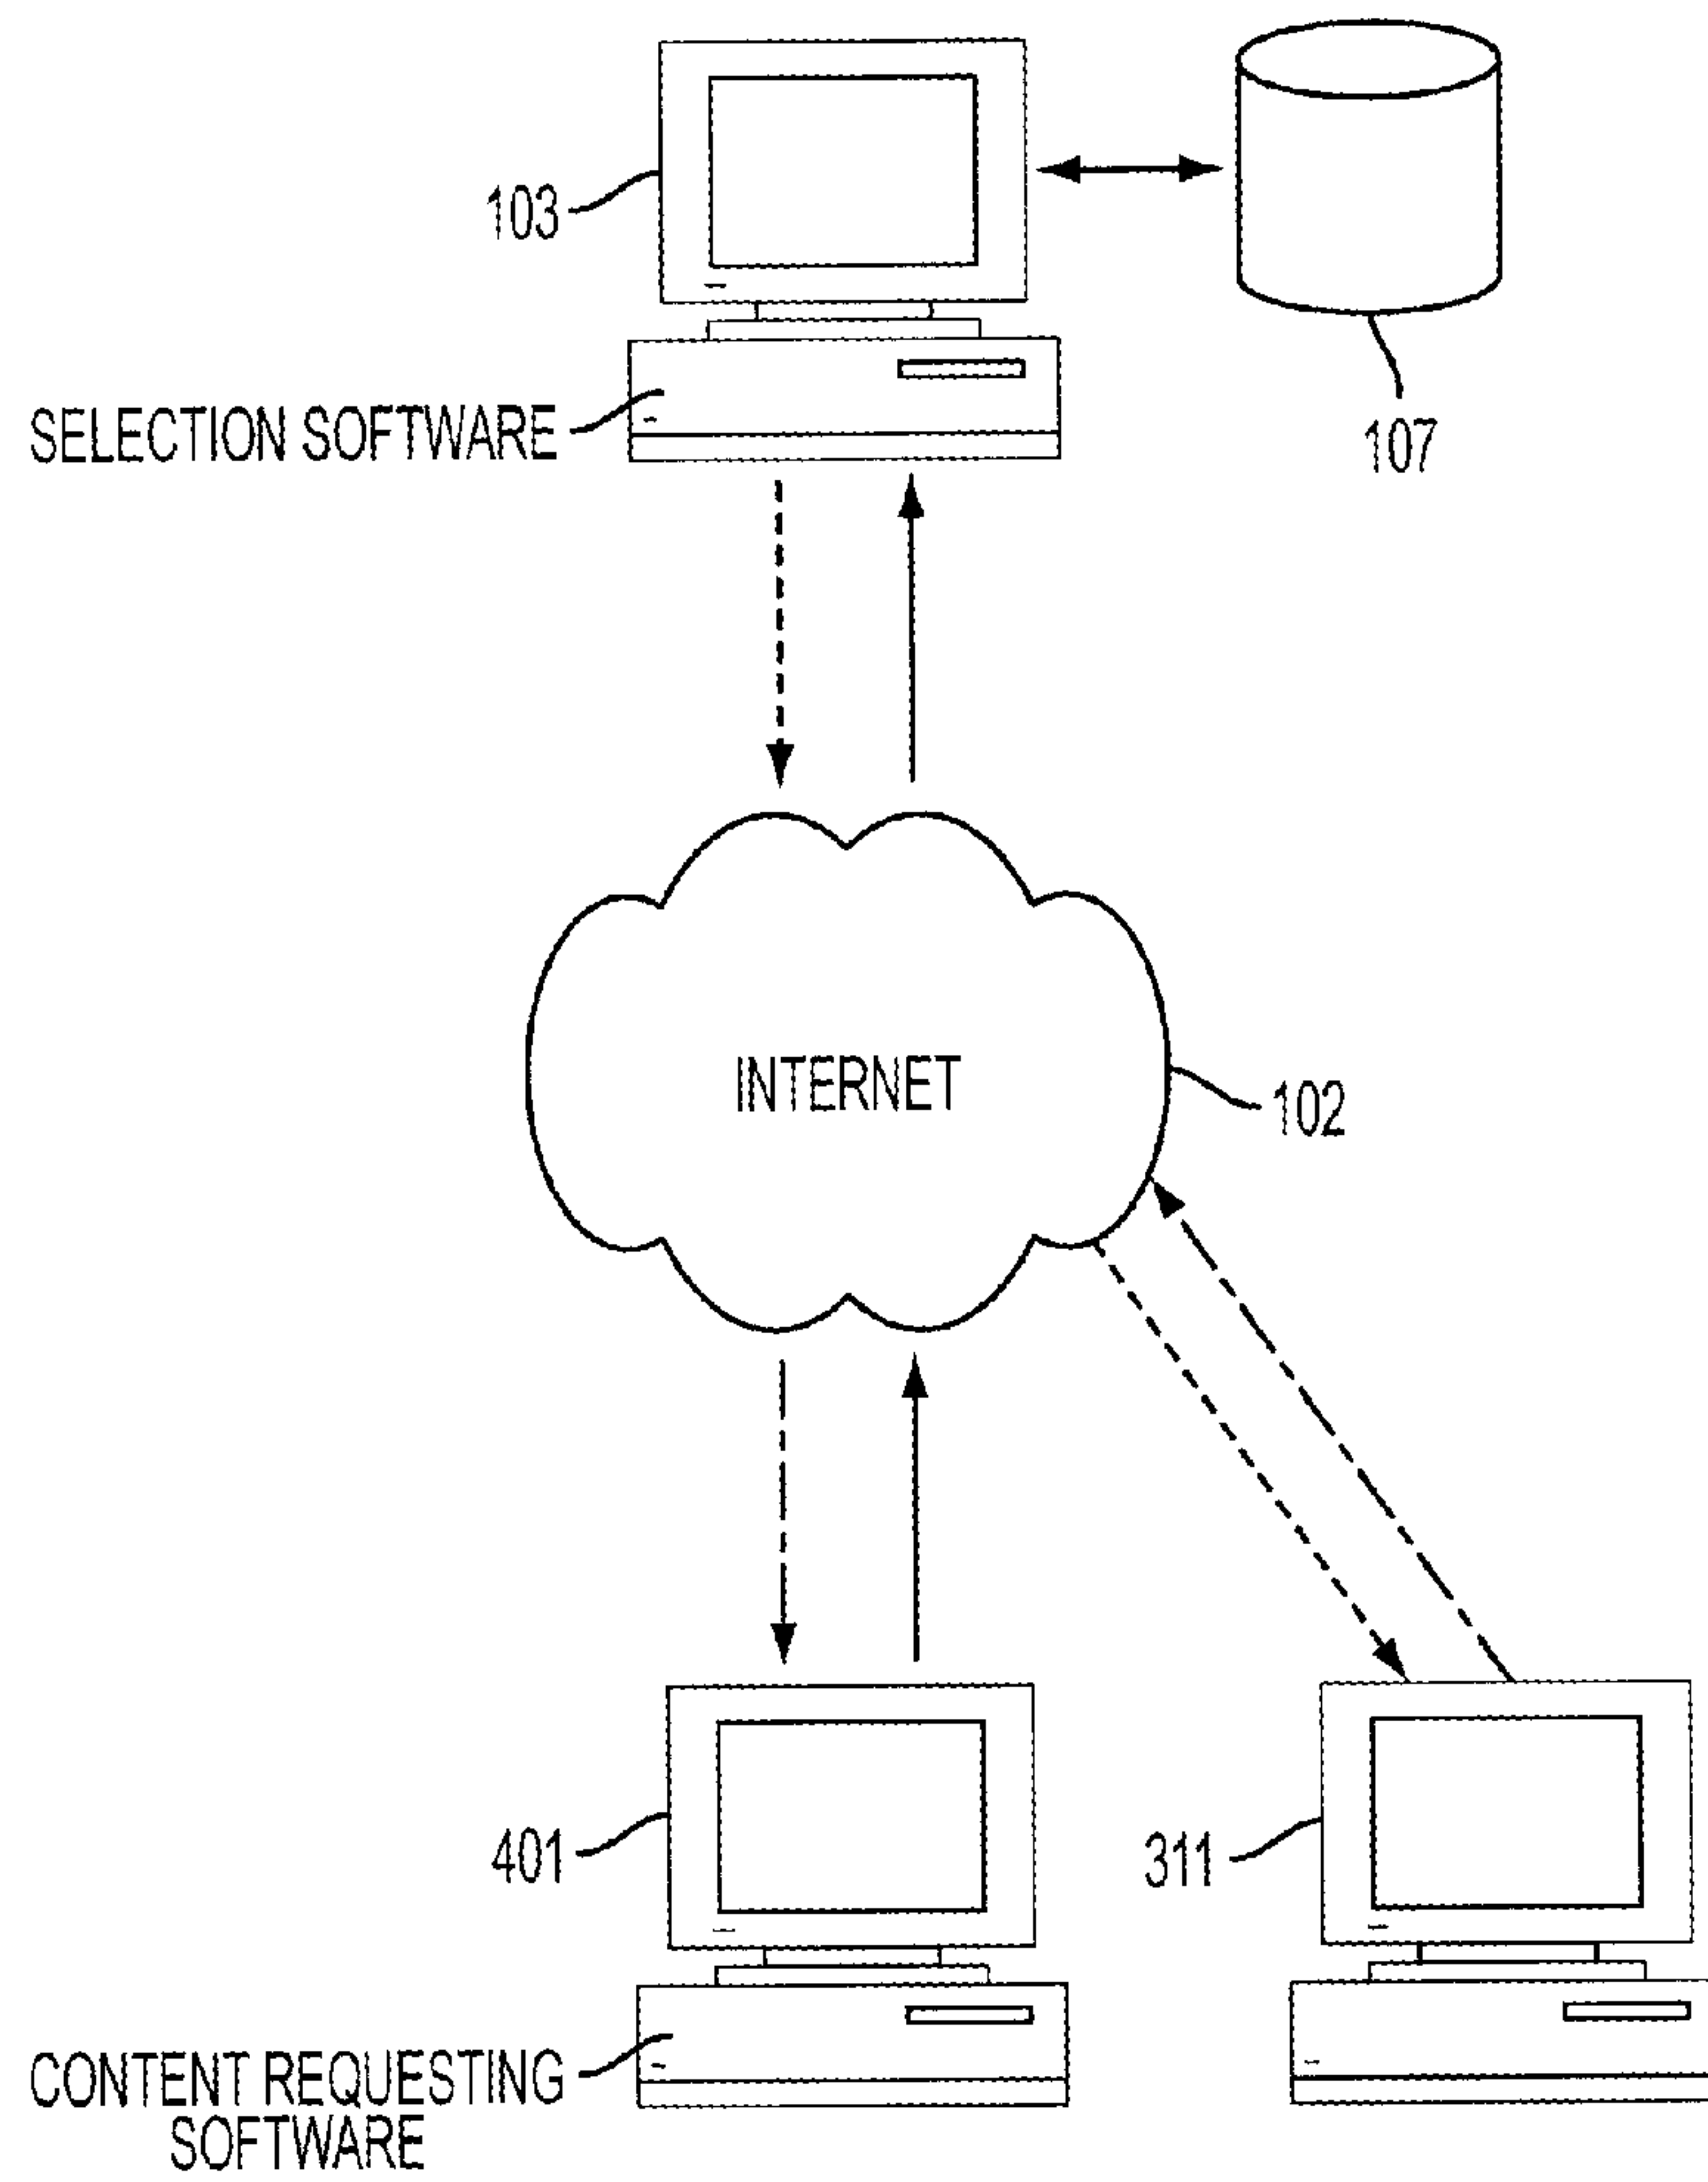 103
SELECTION SOFTWARE
107
INTERNET
102
401
311
CONTENT REQUESTING
SOFTWARE